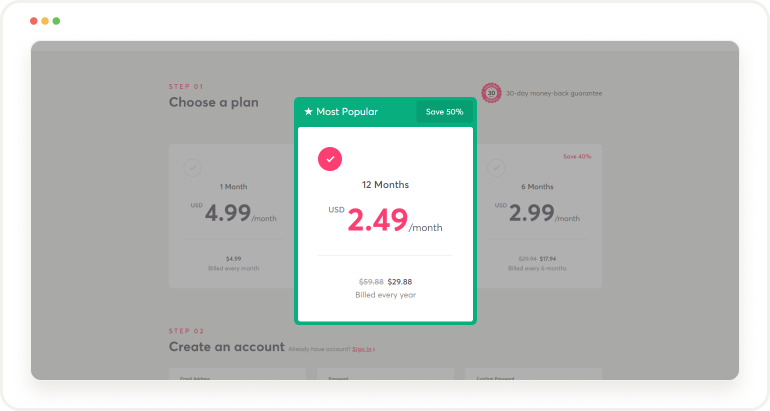 STEP 01
Choose a plan
30
30-day money-back guarantee
★ Most Popular
Save 50%
1 Month
USD 4.99/month
$4.99
Billed every month
12 Months
USD 2.49/month
$59.88 $29.88
Billed every year
Save 40%
6 Months
USD 2.99/month
$29.94 $17.94
Billed every 6 months
STEP 02
Create an account Already have account? Sign in ›
Email Address
Password